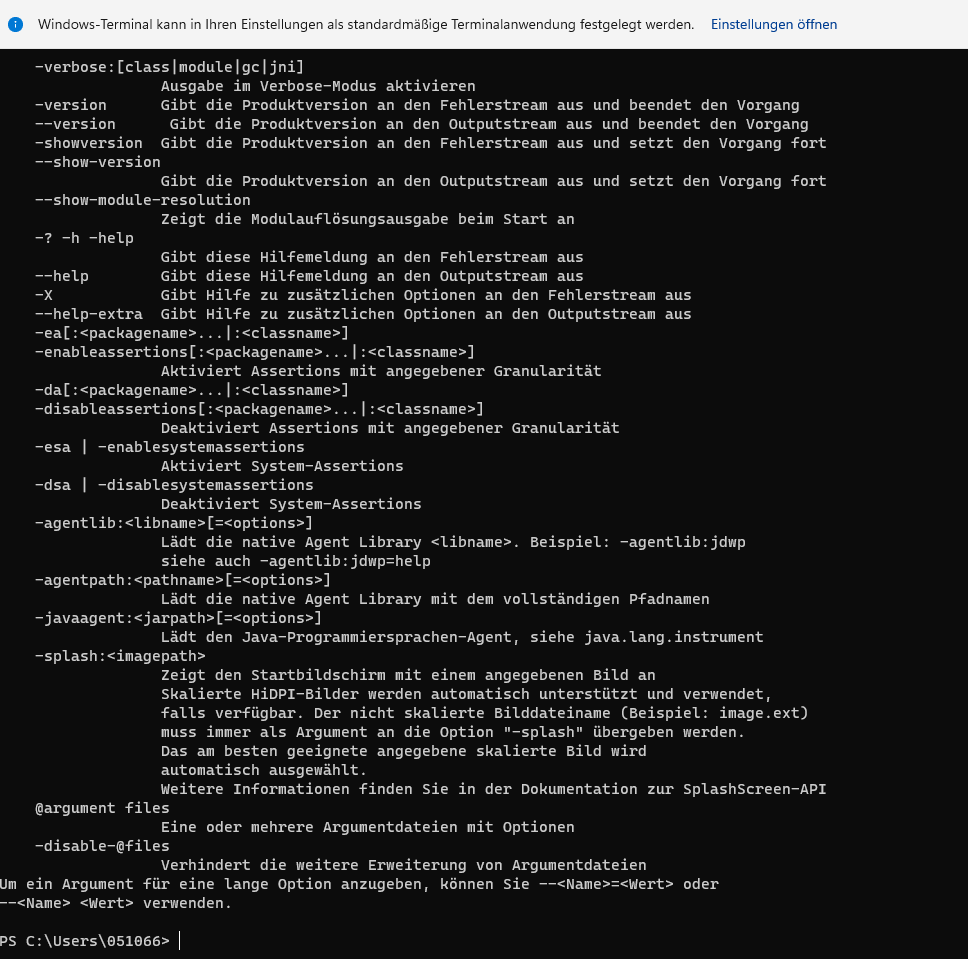 Windows-Terminal kann in Ihren Einstellungen als standardmäßige Terminalanwendung festgelegt werden. Einstellungen öffnen
-verbose:[class|module|gc|jni]
Ausgabe im Verbose-Modus aktivieren
-version Gibt die Produktversion an den Fehlerstream aus und beendet den Vorgang
--version Gibt die Produktversion an den Outputstream aus und beendet den Vorgang
-showversion Gibt die Produktversion an den Fehlerstream aus und setzt den Vorgang fort
--show-version
Gibt die Produktversion an den Outputstream aus und setzt den Vorgang fort
--show-module-resolution
Zeigt die Modulauflösungsausgabe beim Start an
-? -h -help
Gibt diese Hilfemeldung an den Fehlerstream aus
--help Gibt diese Hilfemeldung an den Outputstream aus
-X Gibt Hilfe zu zusätzlichen Optionen an den Fehlerstream aus
--help-extra Gibt Hilfe zu zusätzlichen Optionen an den Outputstream aus
-ea[:<packagename>...|:<classname>]
-enableassertions[:<packagename>...|:<classname>]
Aktiviert Assertions mit angegebener Granularität
-da[:<packagename>...|:<classname>]
-disableassertions[:<packagename>...|:<classname>]
Deaktiviert Assertions mit angegebener Granularität
-esa | -enablesystemassertions
Aktiviert System-Assertions
-dsa | -disablesystemassertions
Deaktiviert System-Assertions
-agentlib:<libname>[=<options>]
Lädt die native Agent Library <libname>. Beispiel: -agentlib:jdwp
siehe auch -agentlib:jdwp=help
-agentpath:<pathname>[=<options>]
Lädt die native Agent Library mit dem vollständigen Pfadnamen
-javaagent:<jarpath>[=<options>]
Lädt den Java-Programmiersprachen-Agent, siehe java.lang.instrument
-splash:<imagepath>
Zeigt den Startbildschirm mit einem angegebenen Bild an
Skalierte HiDPI-Bilder werden automatisch unterstützt und verwendet,
falls verfügbar. Der nicht skalierte Bilddateiname (Beispiel: image.ext)
muss immer als Argument an die Option "-splash" übergeben werden.
Das am besten geeignete angegebene skalierte Bild wird
automatisch ausgewählt.
Weitere Informationen finden Sie in der Dokumentation zur SplashScreen-API
@argument files
Eine oder mehrere Argumentdateien mit Optionen
-disable-@files
Verhindert die weitere Erweiterung von Argumentdateien
Um ein Argument für eine lange Option anzugeben, können Sie --<Name>=<Wert> oder
--<Name> <Wert> verwenden.
PS C:\Users\051066>